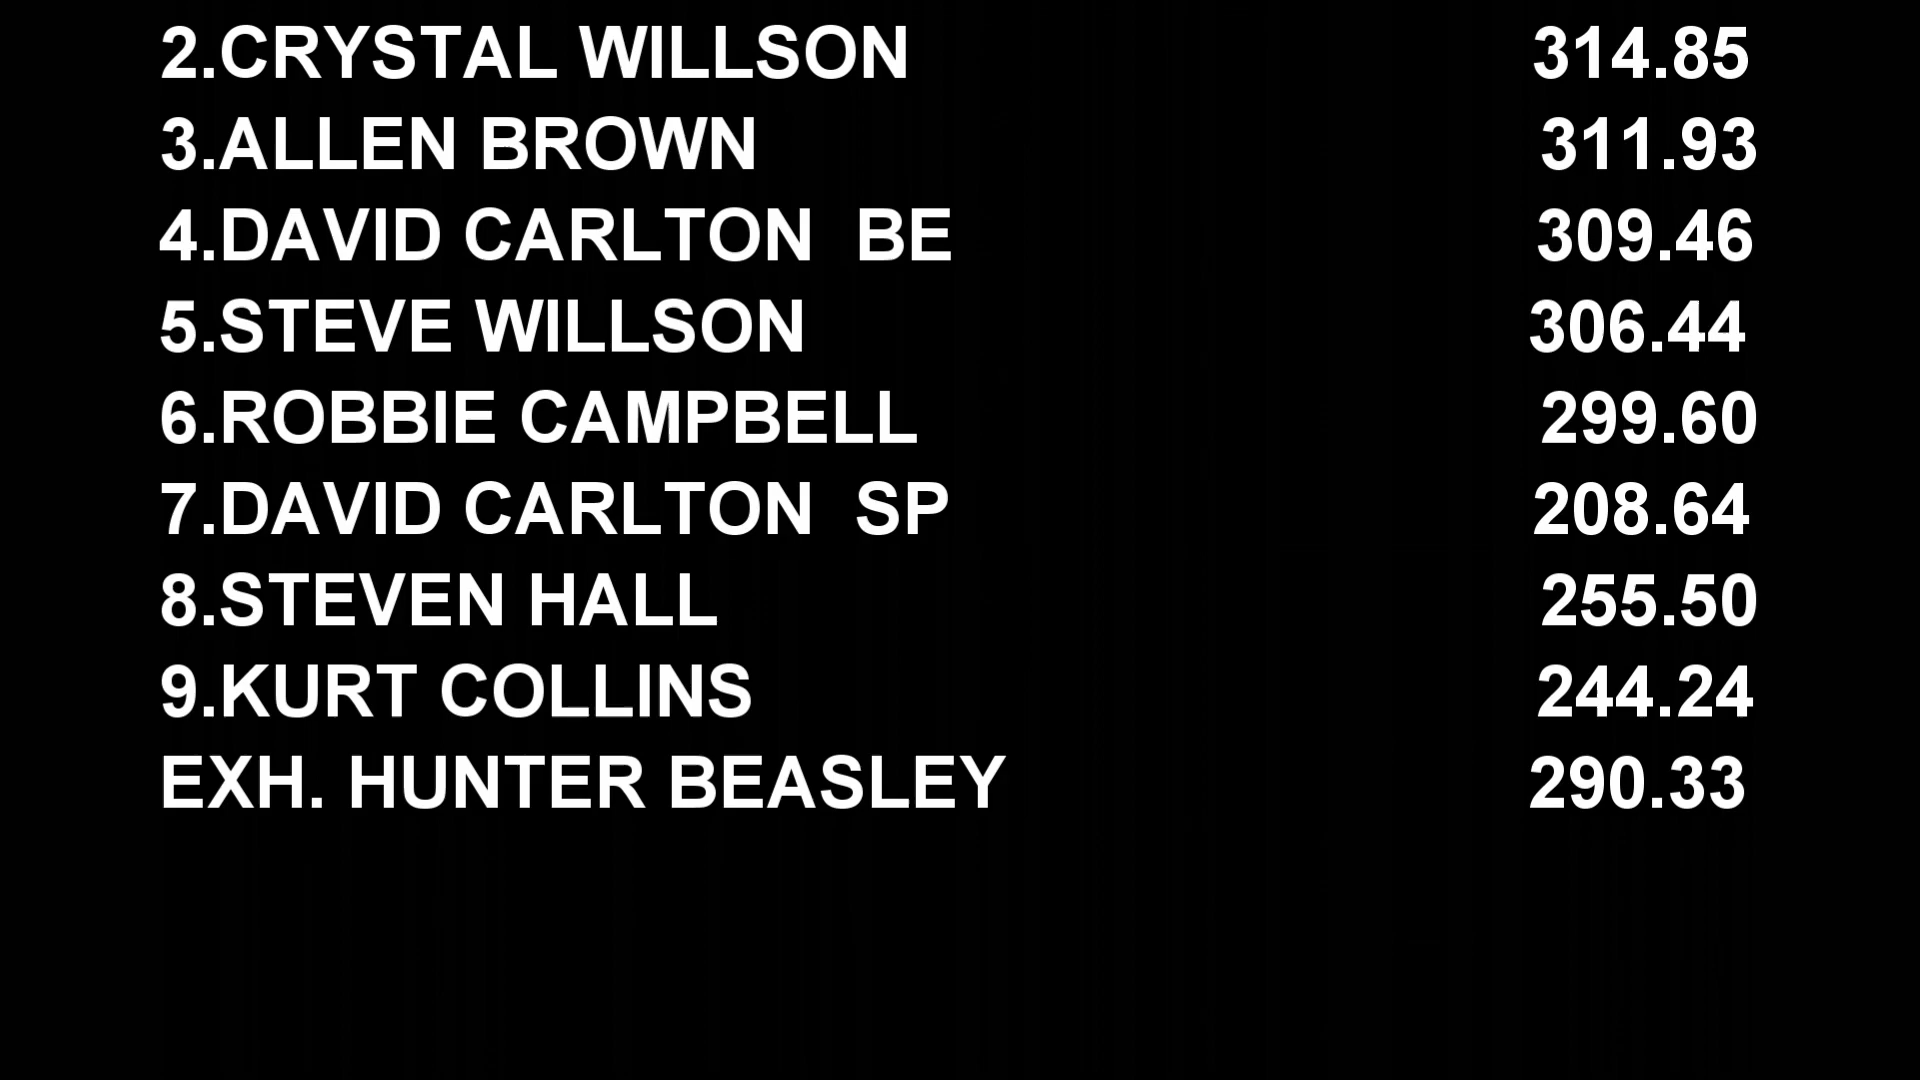 2.CRYSTAL WILLSON 314.85
3.ALLEN BROWN 311.93
4.DAVID CARLTON BE 309.46
5.STEVE WILLSON 306.44
6.ROBBIE CAMPBELL 299.60
7.DAVID CARLTON SP 208.64
8.STEVEN HALL 255.50
9.KURT COLLINS 244.24
EXH. HUNTER BEASLEY 290.33